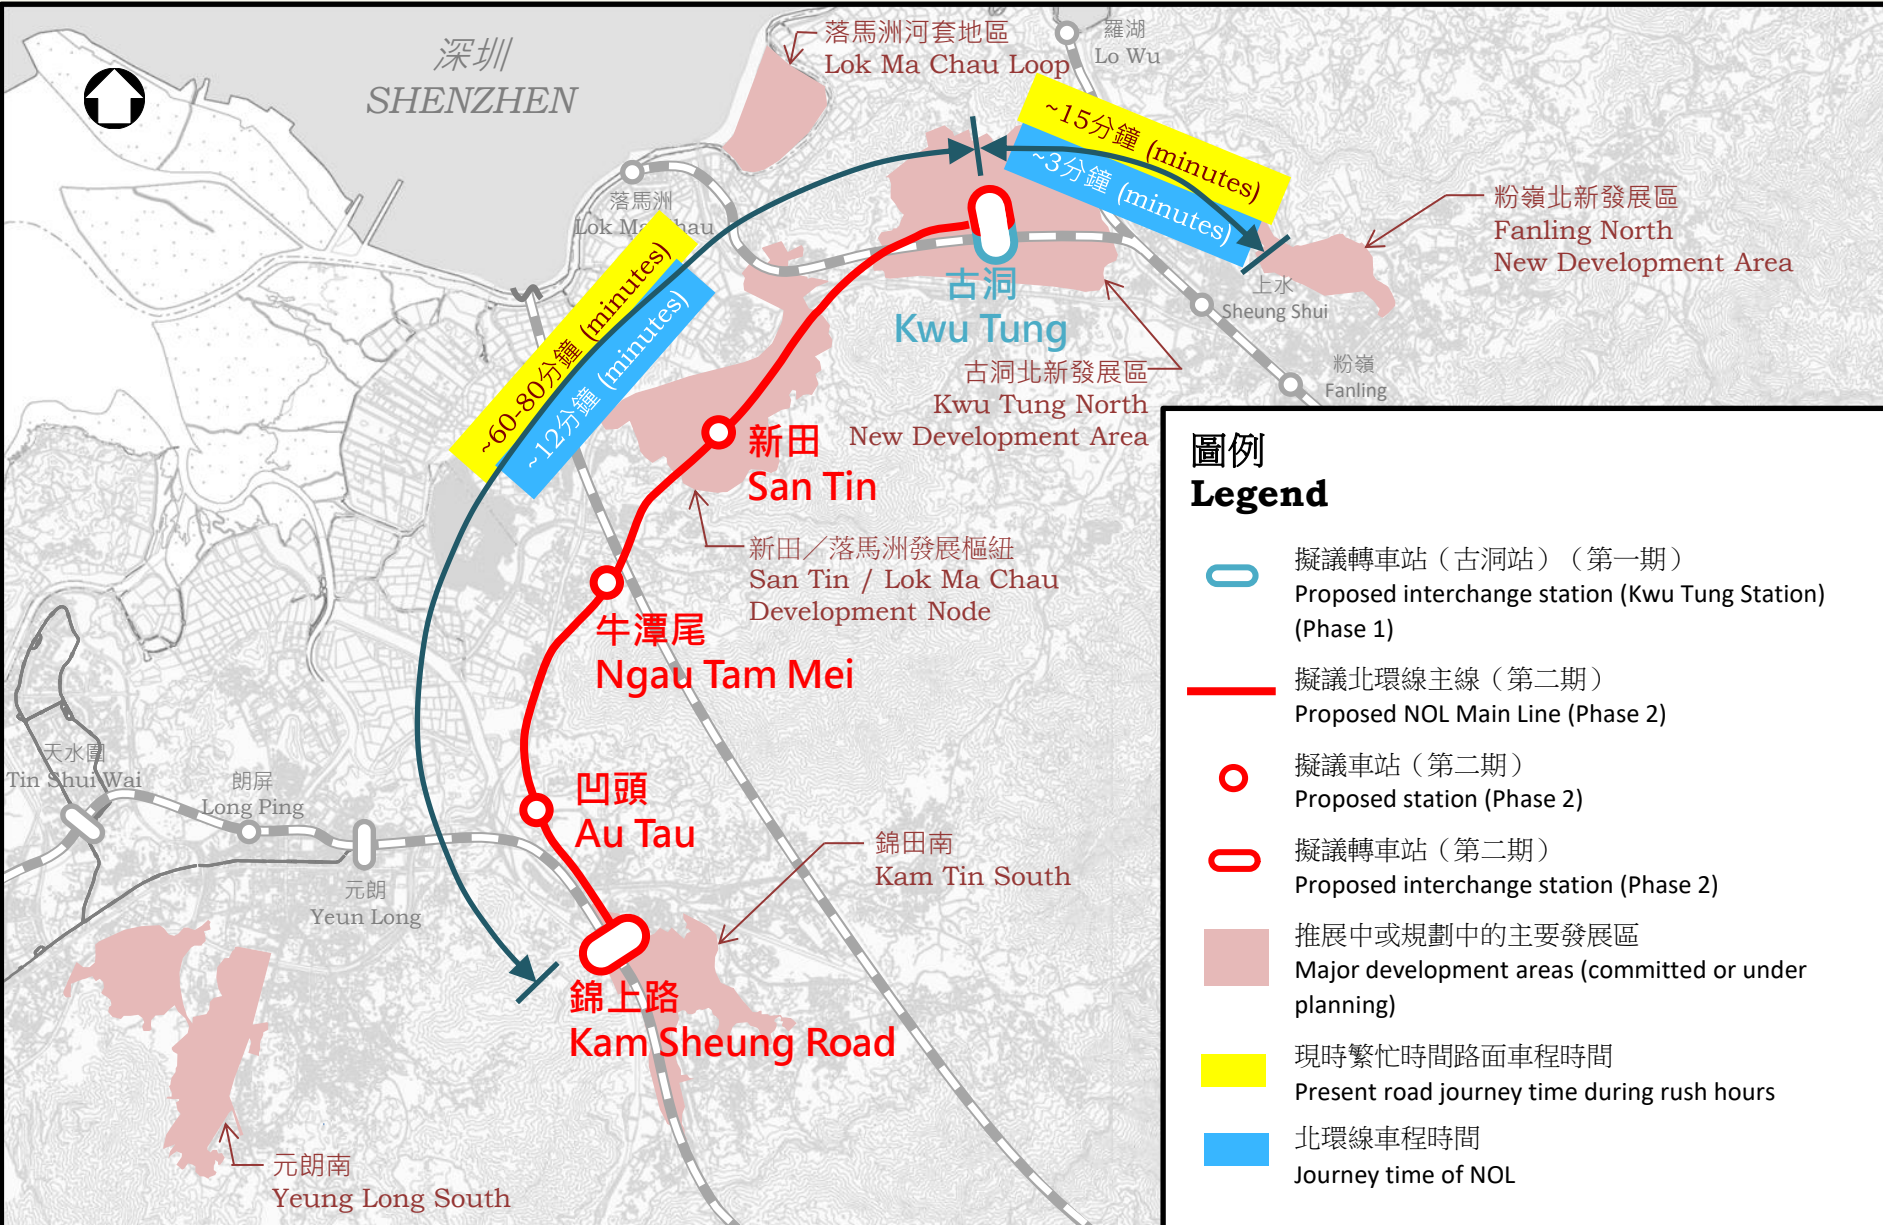 深圳
SHENZHEN
落馬洲河套地區
Lok Ma Chau Loop
羅湖
Lo Wu
~15分鐘 (minutes)
~3分鐘 (minutes)
落馬洲
Lok Ma Chau
粉嶺北新發展區
Fanling North
New Development Area
上水
Sheung Shui
古洞
Kwu Tung
粉嶺
Fanling
古洞北新發展區
Kwu Tung North
New Development Area
~60-80分鐘 (minutes)
~12分鐘 (minutes)
新田
San Tin
新田／落馬洲發展樞紐
San Tin / Lok Ma Chau
Development Node
牛潭尾
Ngau Tam Mei
天水圍
Tin Shui Wai
朗屏
Long Ping
元朗
Yeun Long
凹頭
Au Tau
錦田南
Kam Tin South
錦上路
Kam Sheung Road
元朗南
Yeung Long South
圖例
Legend
擬議轉車站（古洞站）（第一期）
Proposed interchange station (Kwu Tung Station)
(Phase 1)
擬議北環線主線（第二期）
Proposed NOL Main Line (Phase 2)
擬議車站（第二期）
Proposed station (Phase 2)
擬議轉車站（第二期）
Proposed interchange station (Phase 2)
推展中或規劃中的主要發展區
Major development areas (committed or under
planning)
現時繁忙時間路面車程時間
Present road journey time during rush hours
北環線車程時間
Journey time of NOL